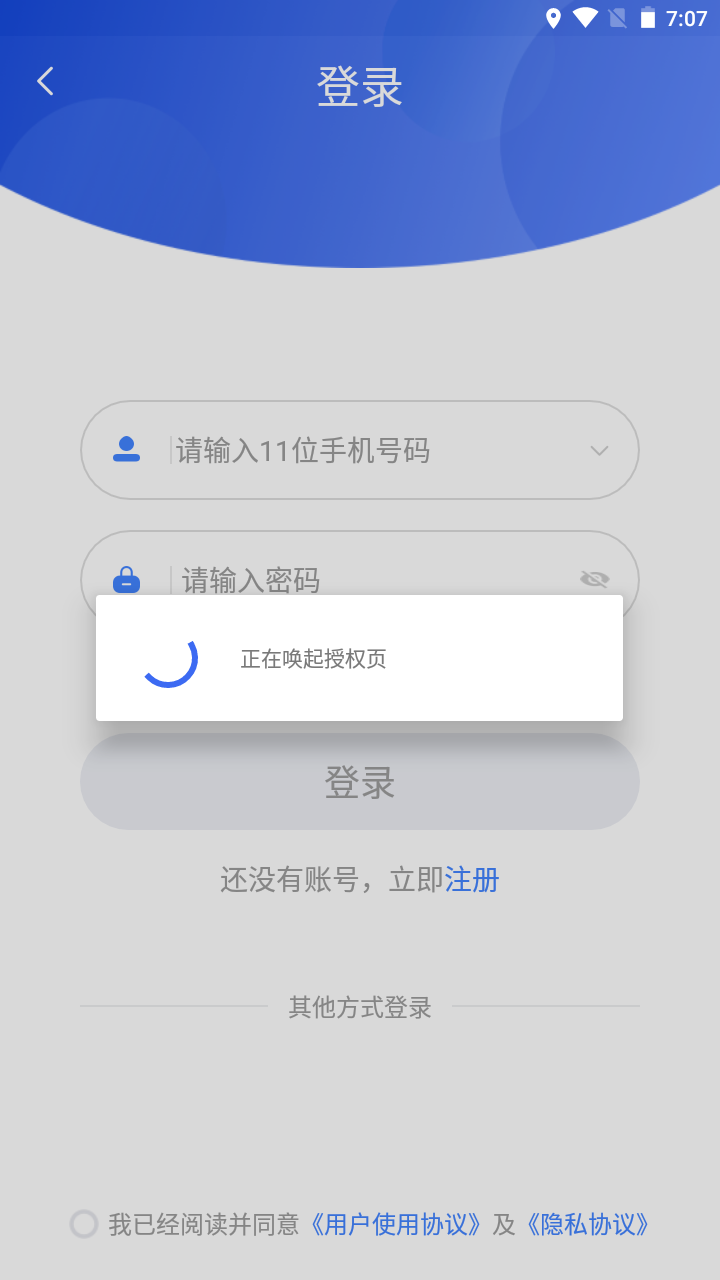 7:07
登录
请输入11位手机号码
请输入密码
正在唤起授权页
登录
还没有账号，立即注册
其他方式登录
我已经阅读并同意《用户使用协议》及《隐私协议》